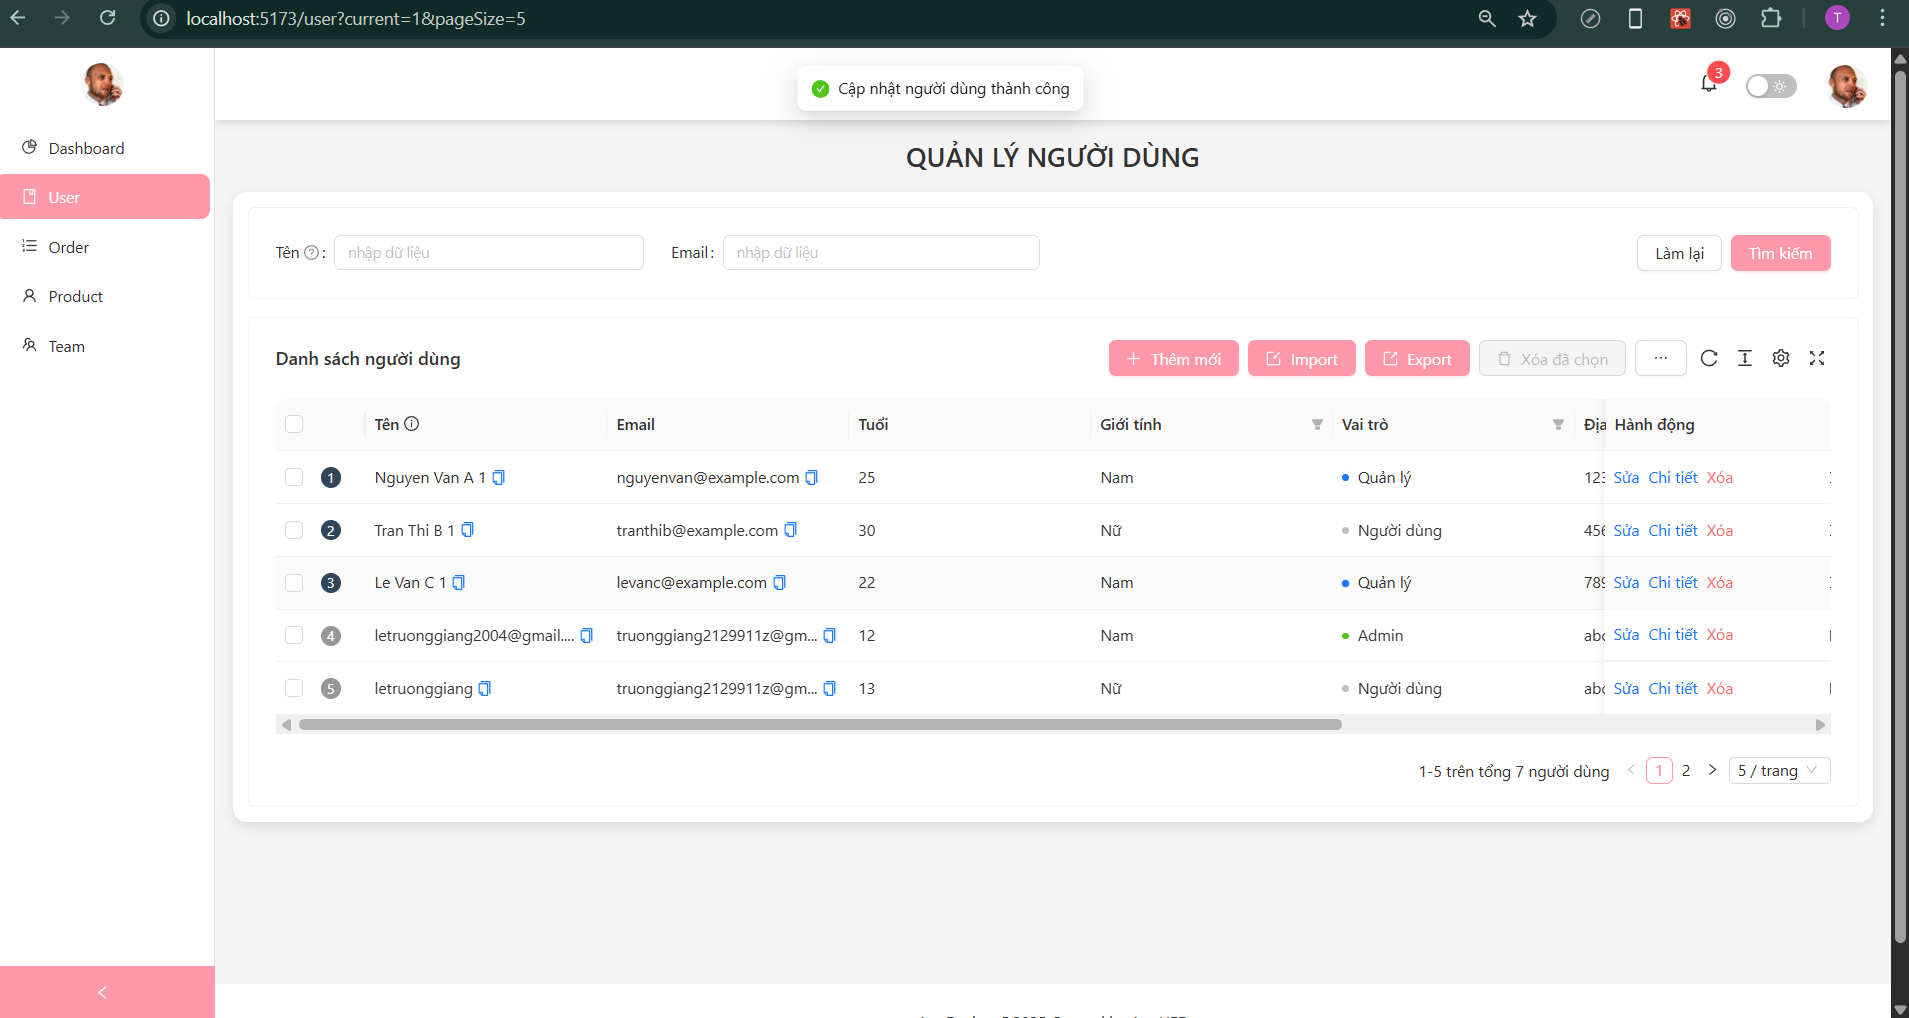 localhost:5173/user?current=1&pageSize=5
T
Cập nhật người dùng thành công
3
Dashboard
User
Order
Product
Team
QUẢN LÝ NGƯỜI DÙNG
Tên : nhập dữ liệu Email : nhập dữ liệu Làm lại Tìm kiếm
Danh sách người dùng Thêm mới Import Export Xóa đã chọn ...
Tên Email Tuổi Giới tính Vai trò Địa Hành động
1 Nguyen Van A 1 nguyenvan@example.com 25 Nam Quản lý 123 Sửa Chi tiết Xóa
2 Tran Thi B 1 tranthib@example.com 30 Nữ Người dùng 456 Sửa Chi tiết Xóa
3 Le Van C 1 levanc@example.com 22 Nam Quản lý 789 Sửa Chi tiết Xóa
4 letruonggiang2004@gmail.... truonggiang2129911z@gm... 12 Nam Admin abc Sửa Chi tiết Xóa
5 letruonggiang truonggiang2129911z@gm... 13 Nữ Người dùng abc Sửa Chi tiết Xóa
1-5 trên tổng 7 người dùng < 1 2 > 5 / trang